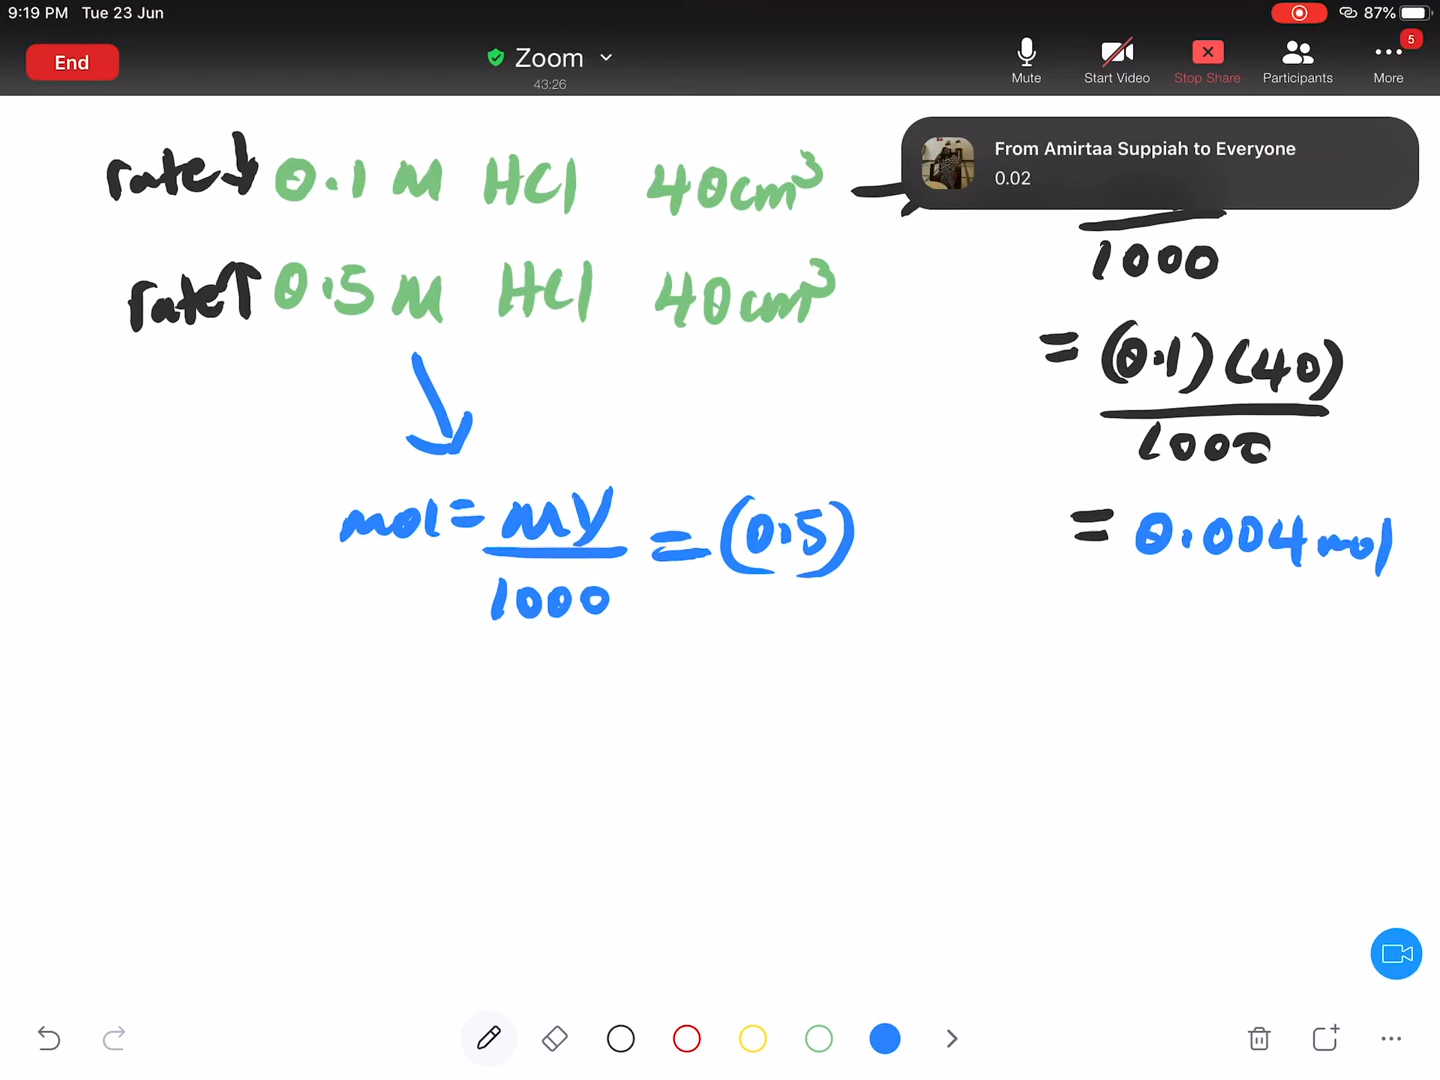 9:19 PM Tue 23 Jun
87%
End
Zoom
43:26
Mute
Start Video
Stop Share
Participants
More
5
From Amirtaa Suppiah to Everyone
0.02
rate↓ 0.1 M HCl 40cm³
1000
rate↑ 0.5 M HCl 40cm³
= (0.1)(40)
1000
= 0.004 mol
mol = MV = (0.5)
1000